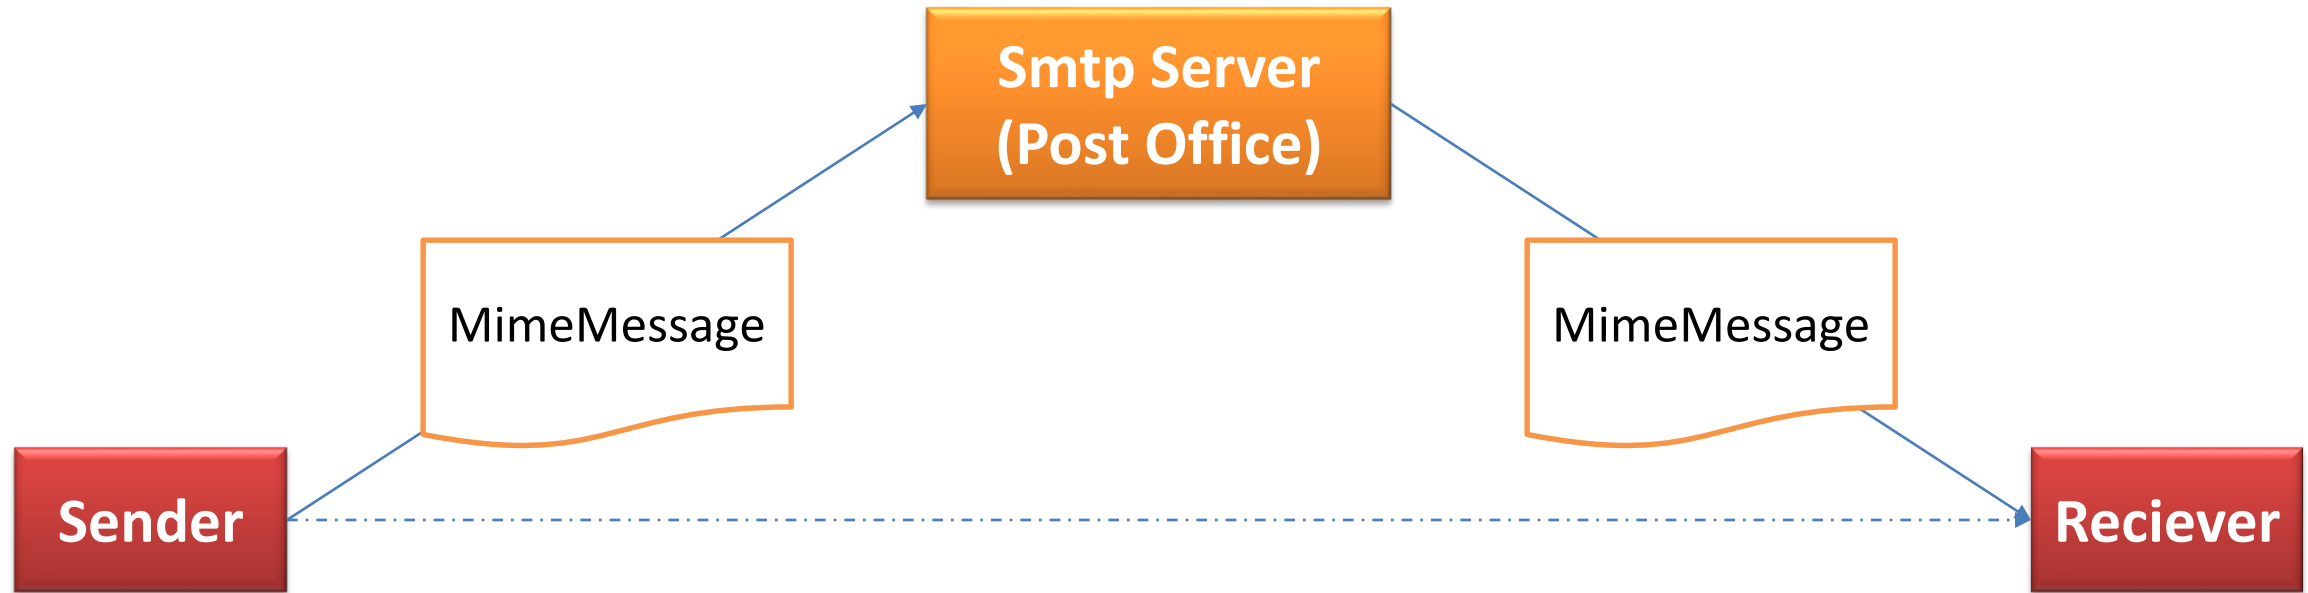 Smtp Server
(Post Office)
MimeMessage
MimeMessage
Sender
Reciever